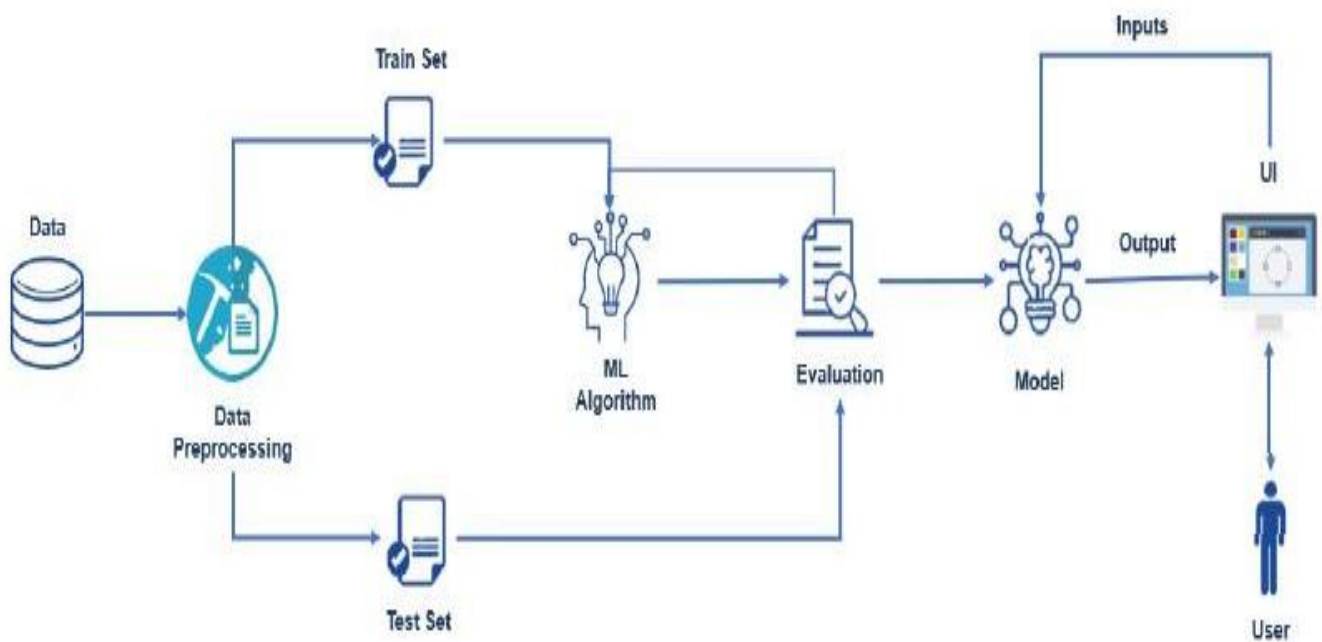 Inputs
Train Set
UI
Data
Output
ML
Algorithm
Evaluation
Model
Data
Preprocessing
Test Set
User